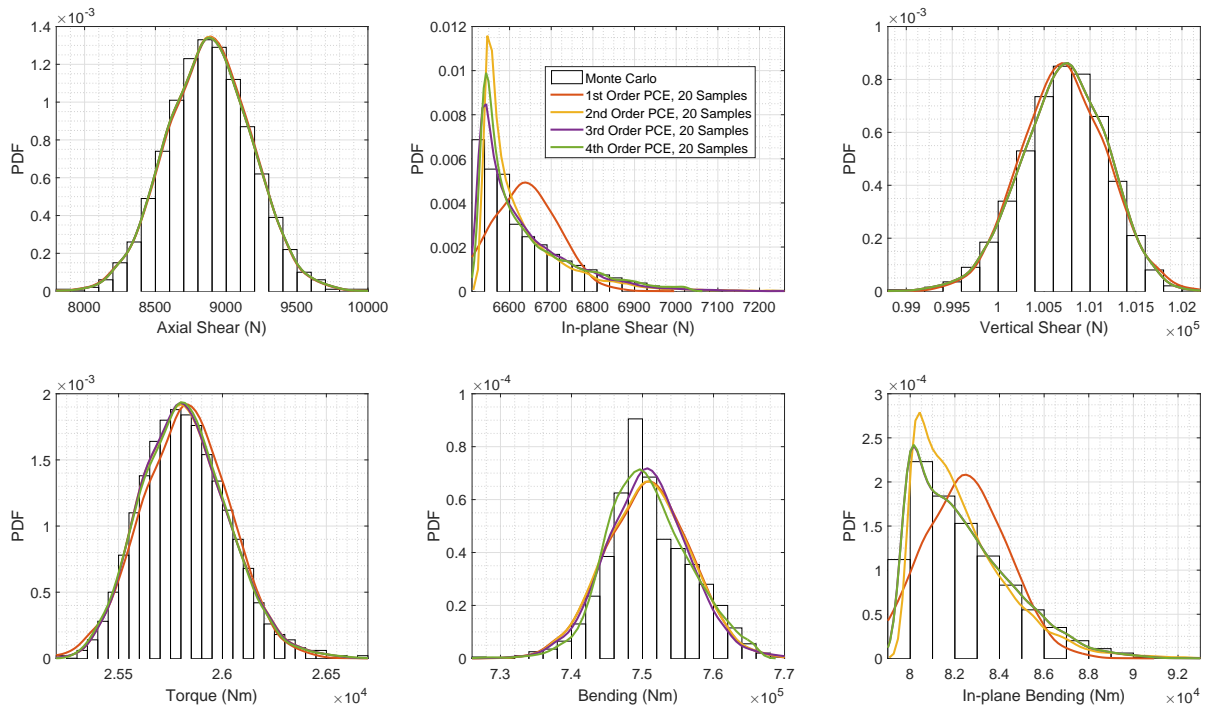 ×10⁻³
1.4
1.2
1
0.8
0.6
0.4
0.2
0
PDF
8000 8500 9000 9500 10000
Axial Shear (N)
0.012
0.01
0.008
0.006
0.004
0.002
0
PDF
Monte Carlo
1st Order PCE, 20 Samples
2nd Order PCE, 20 Samples
3rd Order PCE, 20 Samples
4th Order PCE, 20 Samples
6600 6700 6800 6900 7000 7100 7200
In-plane Shear (N)
×10⁻³
1
0.8
0.6
0.4
0.2
0
PDF
0.99 0.995 1 1.005 1.01 1.015 1.02
Vertical Shear (N)
×10⁵
×10⁻³
2
1.5
1
0.5
0
PDF
2.55 2.6 2.65
Torque (Nm)
×10⁴
×10⁻⁴
1
0.8
0.6
0.4
0.2
0
PDF
7.3 7.4 7.5 7.6 7.7
Bending (Nm)
×10⁵
×10⁻⁴
3
2.5
2
1.5
1
0.5
0
PDF
8 8.2 8.4 8.6 8.8 9 9.2
In-plane Bending (Nm)
×10⁴